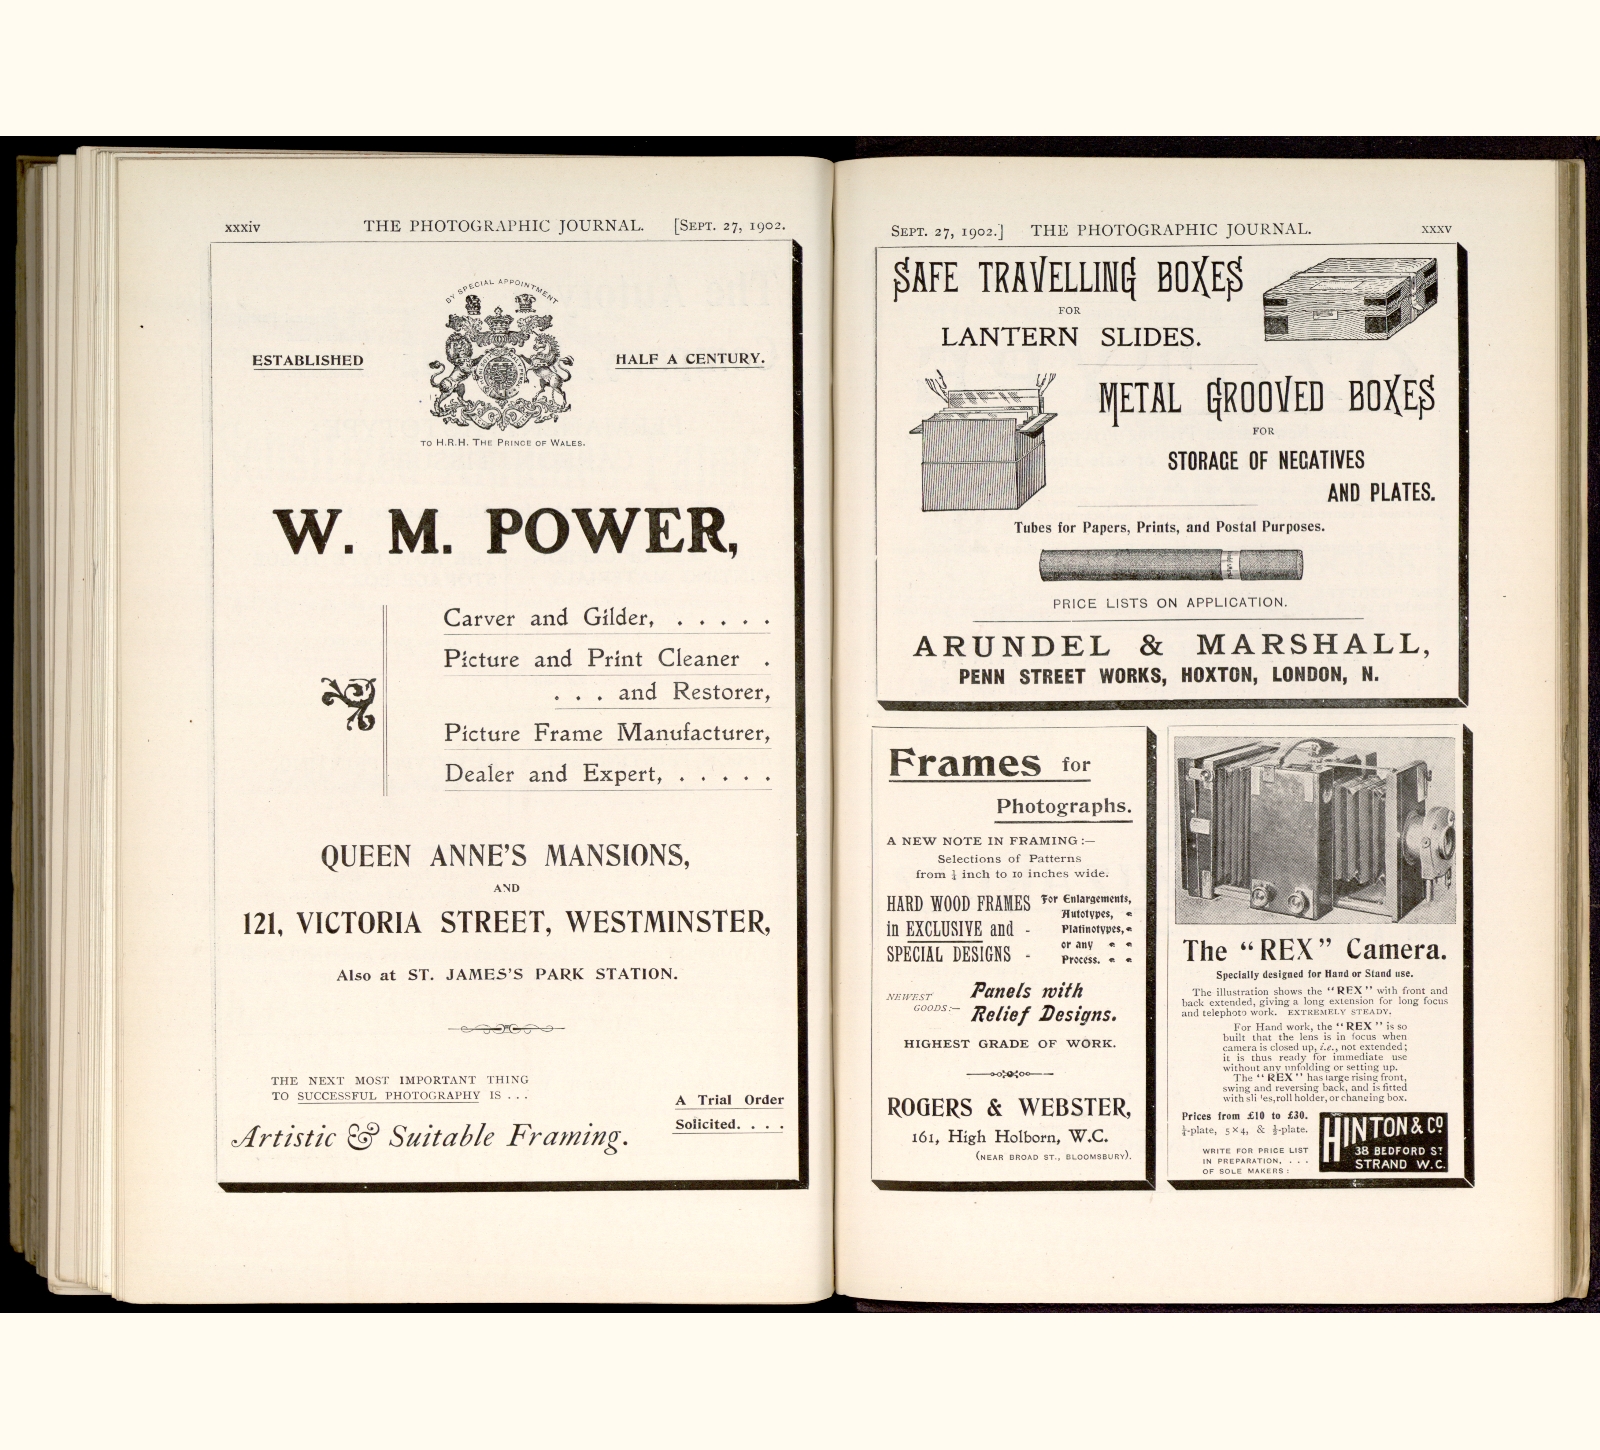 xxxiv THE PHOTOGRAPHIC JOURNAL. [SEPT. 27, 1902.
BY SPECIAL APPOINTMENT
ESTABLISHED HALF A CENTURY.
TO H.R.H. THE PRINCE OF WALES.
W. M. POWER,
Carver and Gilder, . . . . .
Picture and Print Cleaner .
. . . and Restorer,
Picture Frame Manufacturer,
Dealer and Expert, . . . . .
QUEEN ANNE'S MANSIONS,
AND
121, VICTORIA STREET, WESTMINSTER,
Also at ST. JAMES'S PARK STATION.
THE NEXT MOST IMPORTANT THING
TO SUCCESSFUL PHOTOGRAPHY IS . . .
Artistic & Suitable Framing.
A Trial Order
Solicited. . . .
SEPT. 27, 1902.] THE PHOTOGRAPHIC JOURNAL. xxxv
SAFE TRAVELLING BOXES
FOR
LANTERN SLIDES.
METAL GROOVED BOXES
FOR
STORAGE OF NEGATIVES
AND PLATES.
Tubes for Papers, Prints, and Postal Purposes.
PRICE LISTS ON APPLICATION.
ARUNDEL & MARSHALL,
PENN STREET WORKS, HOXTON, LONDON, N.
Frames for
Photographs.
A NEW NOTE IN FRAMING :—
Selections of Patterns
from ¼ inch to 10 inches wide.
HARD WOOD FRAMES
in EXCLUSIVE and -
SPECIAL DESIGNS -
For Enlargements,
Autotypes,
Platinotypes,
or any
Process.
NEWEST
GOODS:—
Panels with
Relief Designs.
HIGHEST GRADE OF WORK.
ROGERS & WEBSTER,
161, High Holborn, W.C.
(NEAR BROAD ST., BLOOMSBURY).
The "REX" Camera.
Specially designed for Hand or Stand use.
The illustration shows the "REX" with front and
back extended, giving a long extension for long focus
and telephoto work. EXTREMELY STEADY.
For Hand work, the "REX" is so
built that the lens is in focus when
camera is closed up, i.e., not extended;
it is thus ready for immediate use
without any unfolding or setting up.
The "REX" has large rising front,
swing and reversing back, and is fitted
with roll holder, or changing box.
Prices from £10 to £30.
¼-plate, 5 × 4, & ½-plate.
WRITE FOR PRICE LIST
IN PREPARATION, . . . .
OF SOLE MAKERS :
HINTON & Co
38 BEDFORD ST
STRAND W.C.